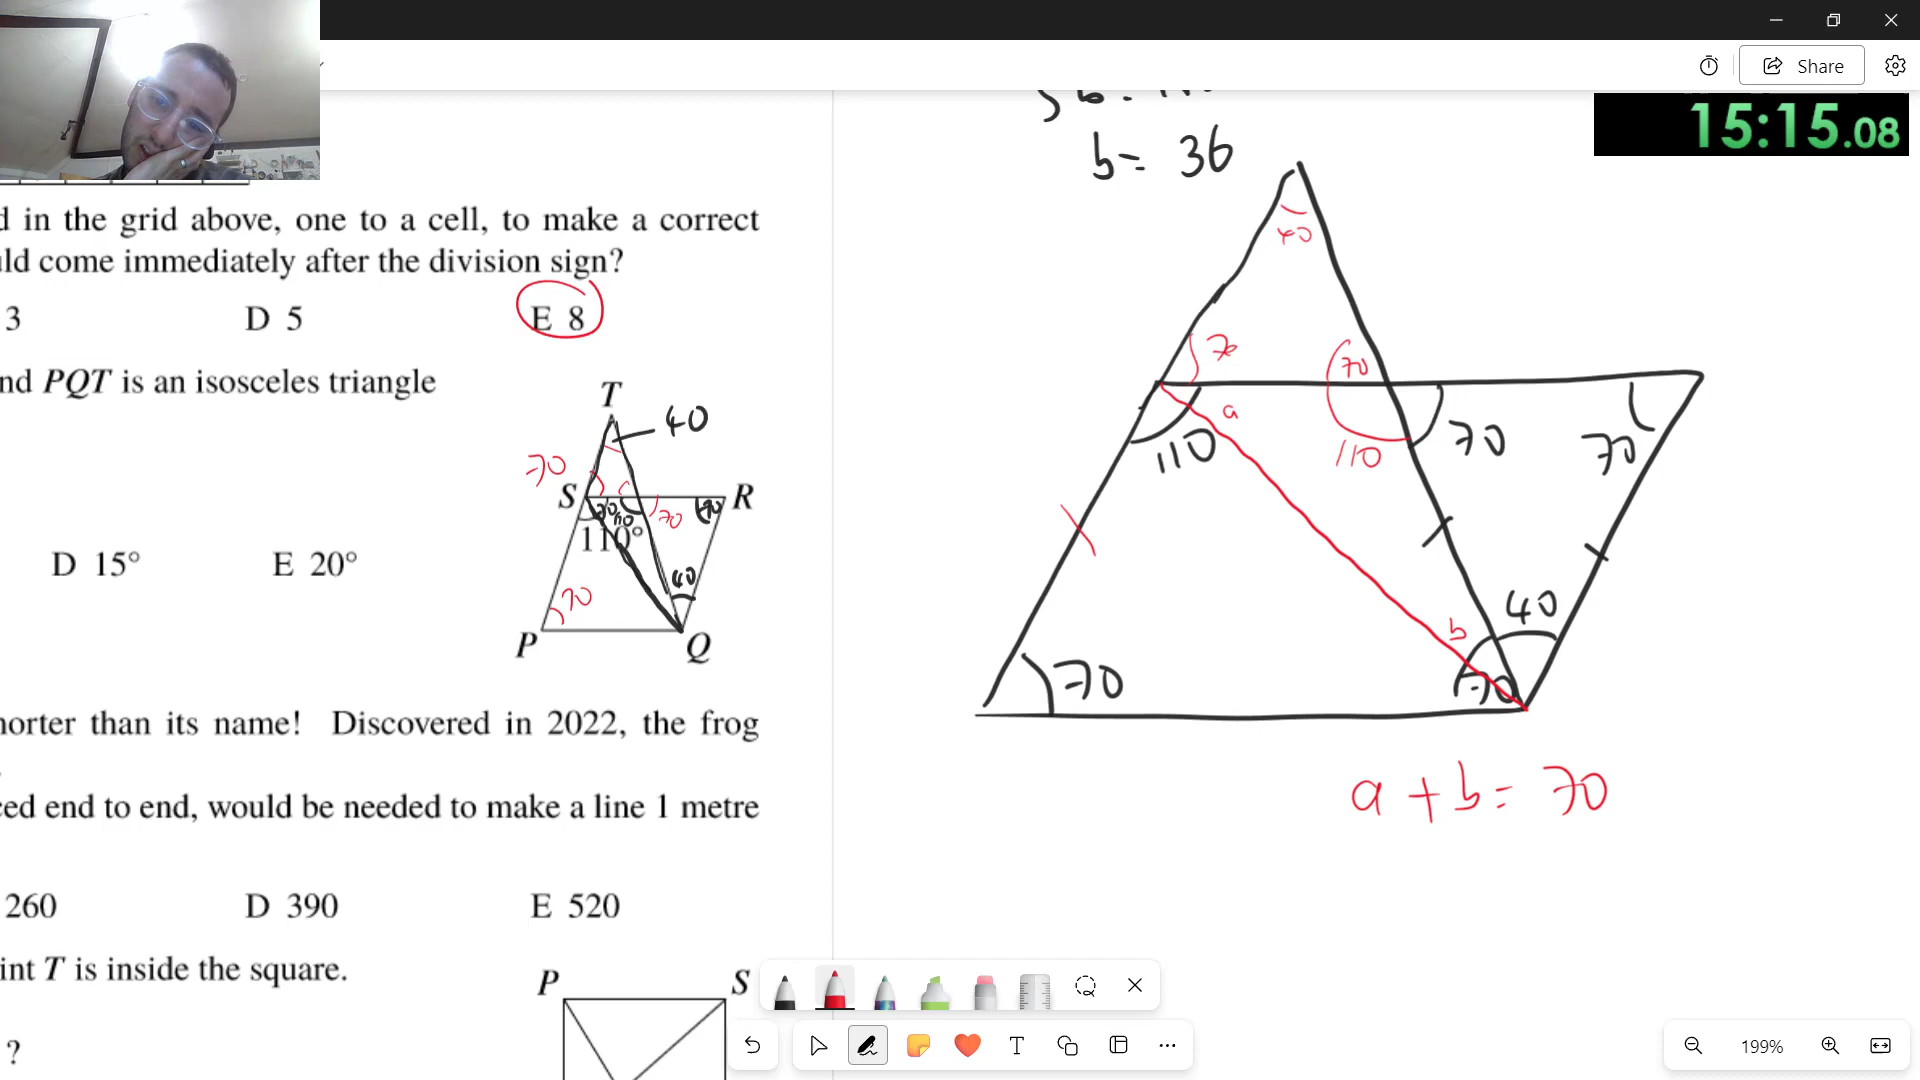 Share
15:15.08
b= 36
d in the grid above, one to a cell, to make a correct
ld come immediately after the division sign?
3 D 5 E 8
nd PQT is an isosceles triangle
T
40
70
S R
70
70
110°
40
70
P Q
D 15° E 20°
horter than its name! Discovered in 2022, the frog
ced end to end, would be needed to make a line 1 metre
260 D 390 E 520
int T is inside the square.
P S
?
40
70
70
a
110
110
70
70
b
40
70
70
a + b = 70
199%